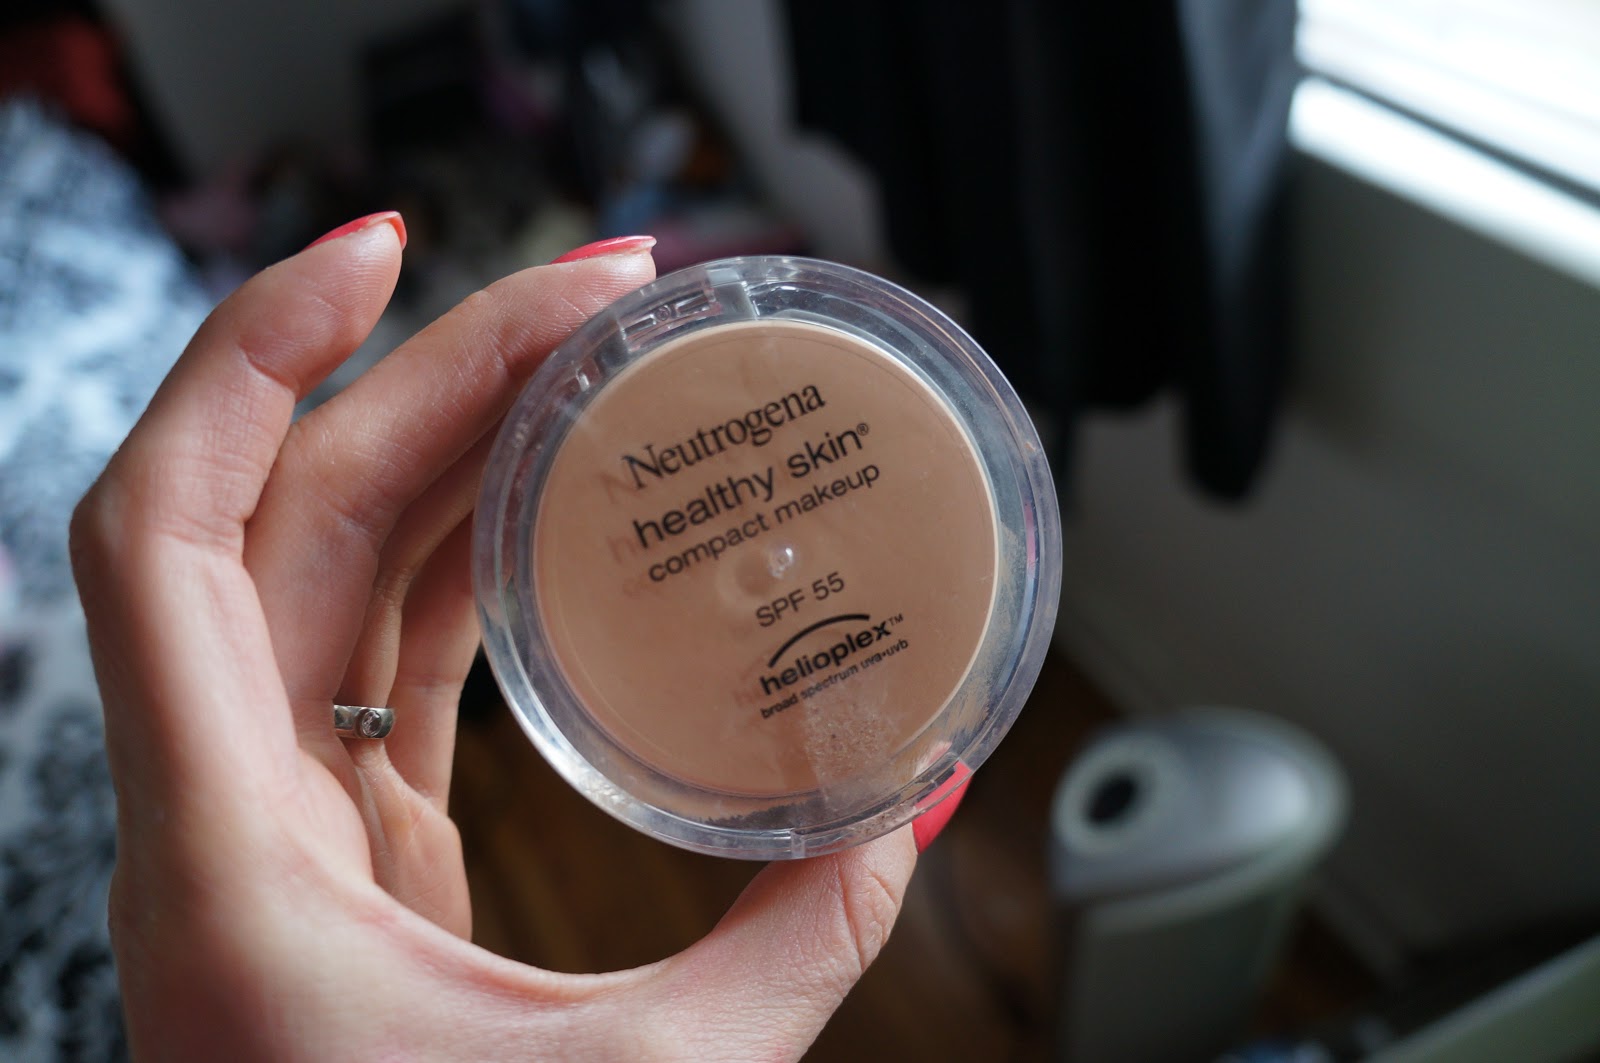 Neutrogena
healthy skin®
compact makeup
SPF 55
helioplex™
broad spectrum uva•uvb